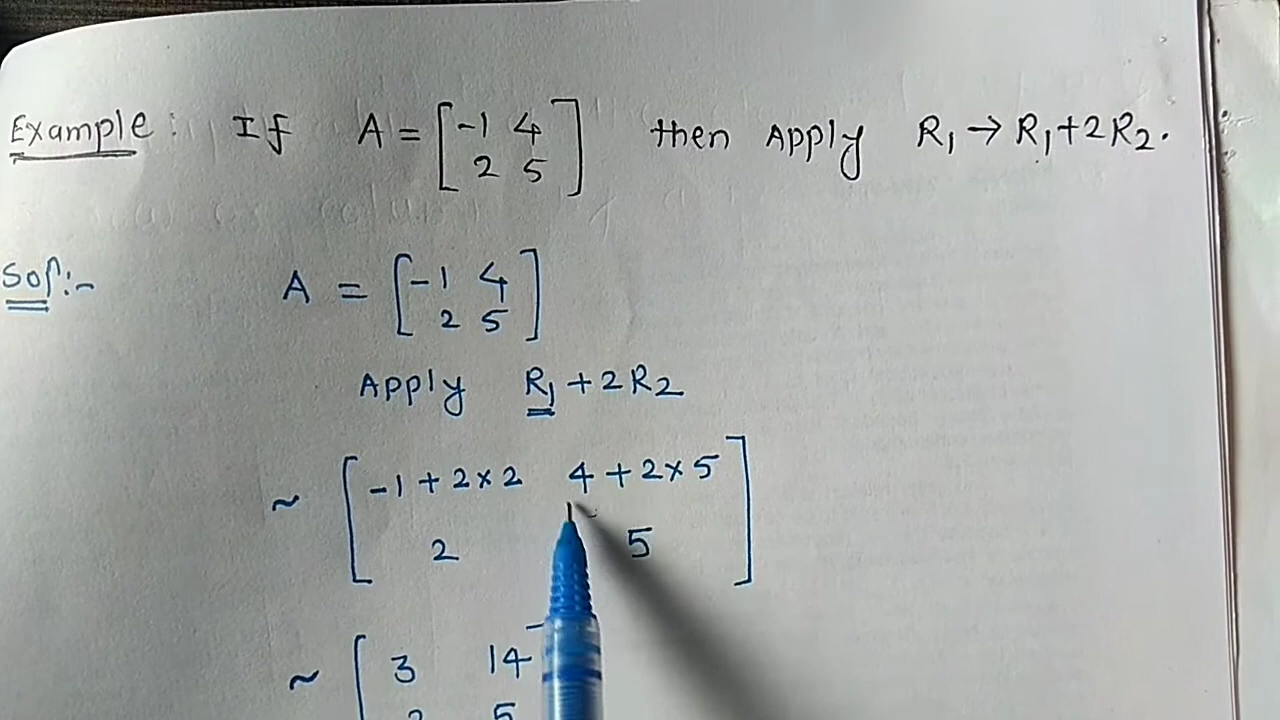 Example: If A = [-1 4
2 5] then Apply R₁ → R₁+2R₂.
Sol:-
A = [-1 4
2 5]
Apply R₁ + 2R₂
~ [-1 + 2×2 4 + 2×5
2 5]
~ [3 14
2 5